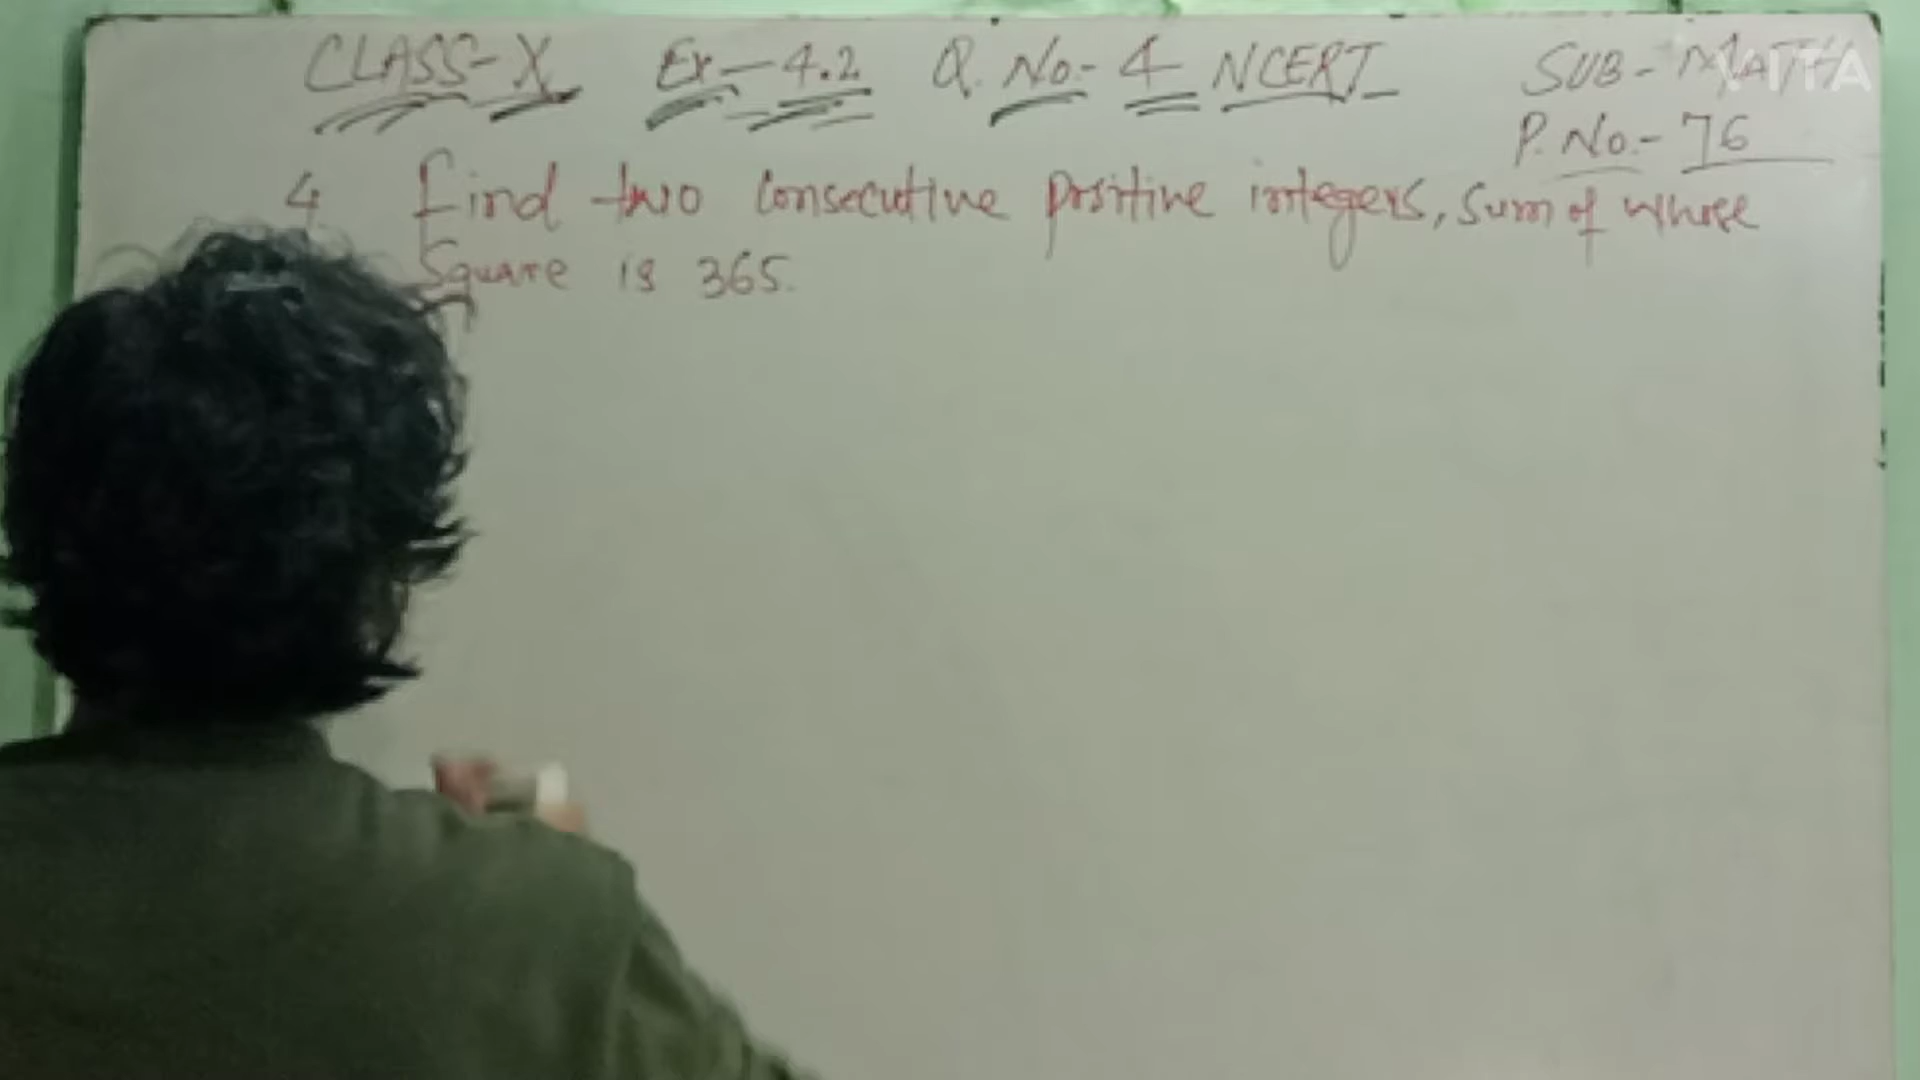 CLASS-X Ex-4.2 Q. No.- 4 NCERT SUB- MATH
P. No.- 76
4 Find two consecutive positive integers, sum of whose
Square is 365.